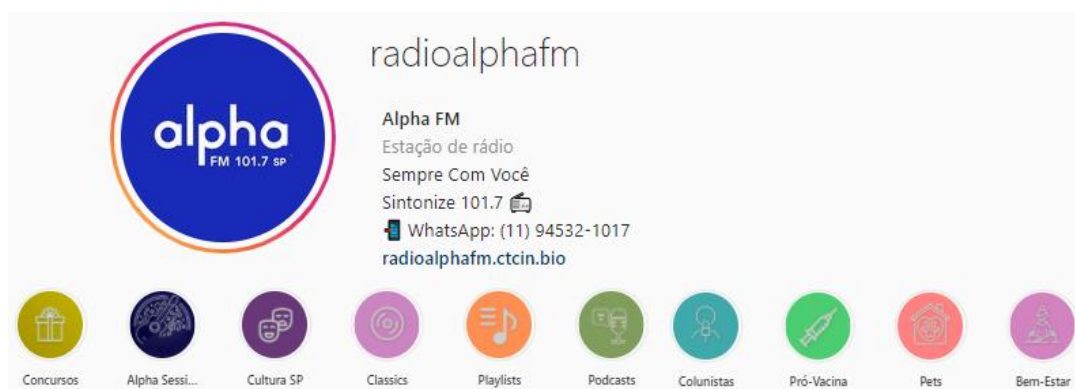 radioalphafm
alpha
FM 101.7 SP
Alpha FM
Estação de rádio
Sempre Com Você
Sintonize 101.7 📻
📲 WhatsApp: (11) 94532-1017
radioalphafm.ctcin.bio
Concursos
Alpha Sessi...
Cultura SP
Classics
Playlists
Podcasts
Colunistas
Pró-Vacina
Pets
Bem-Estar